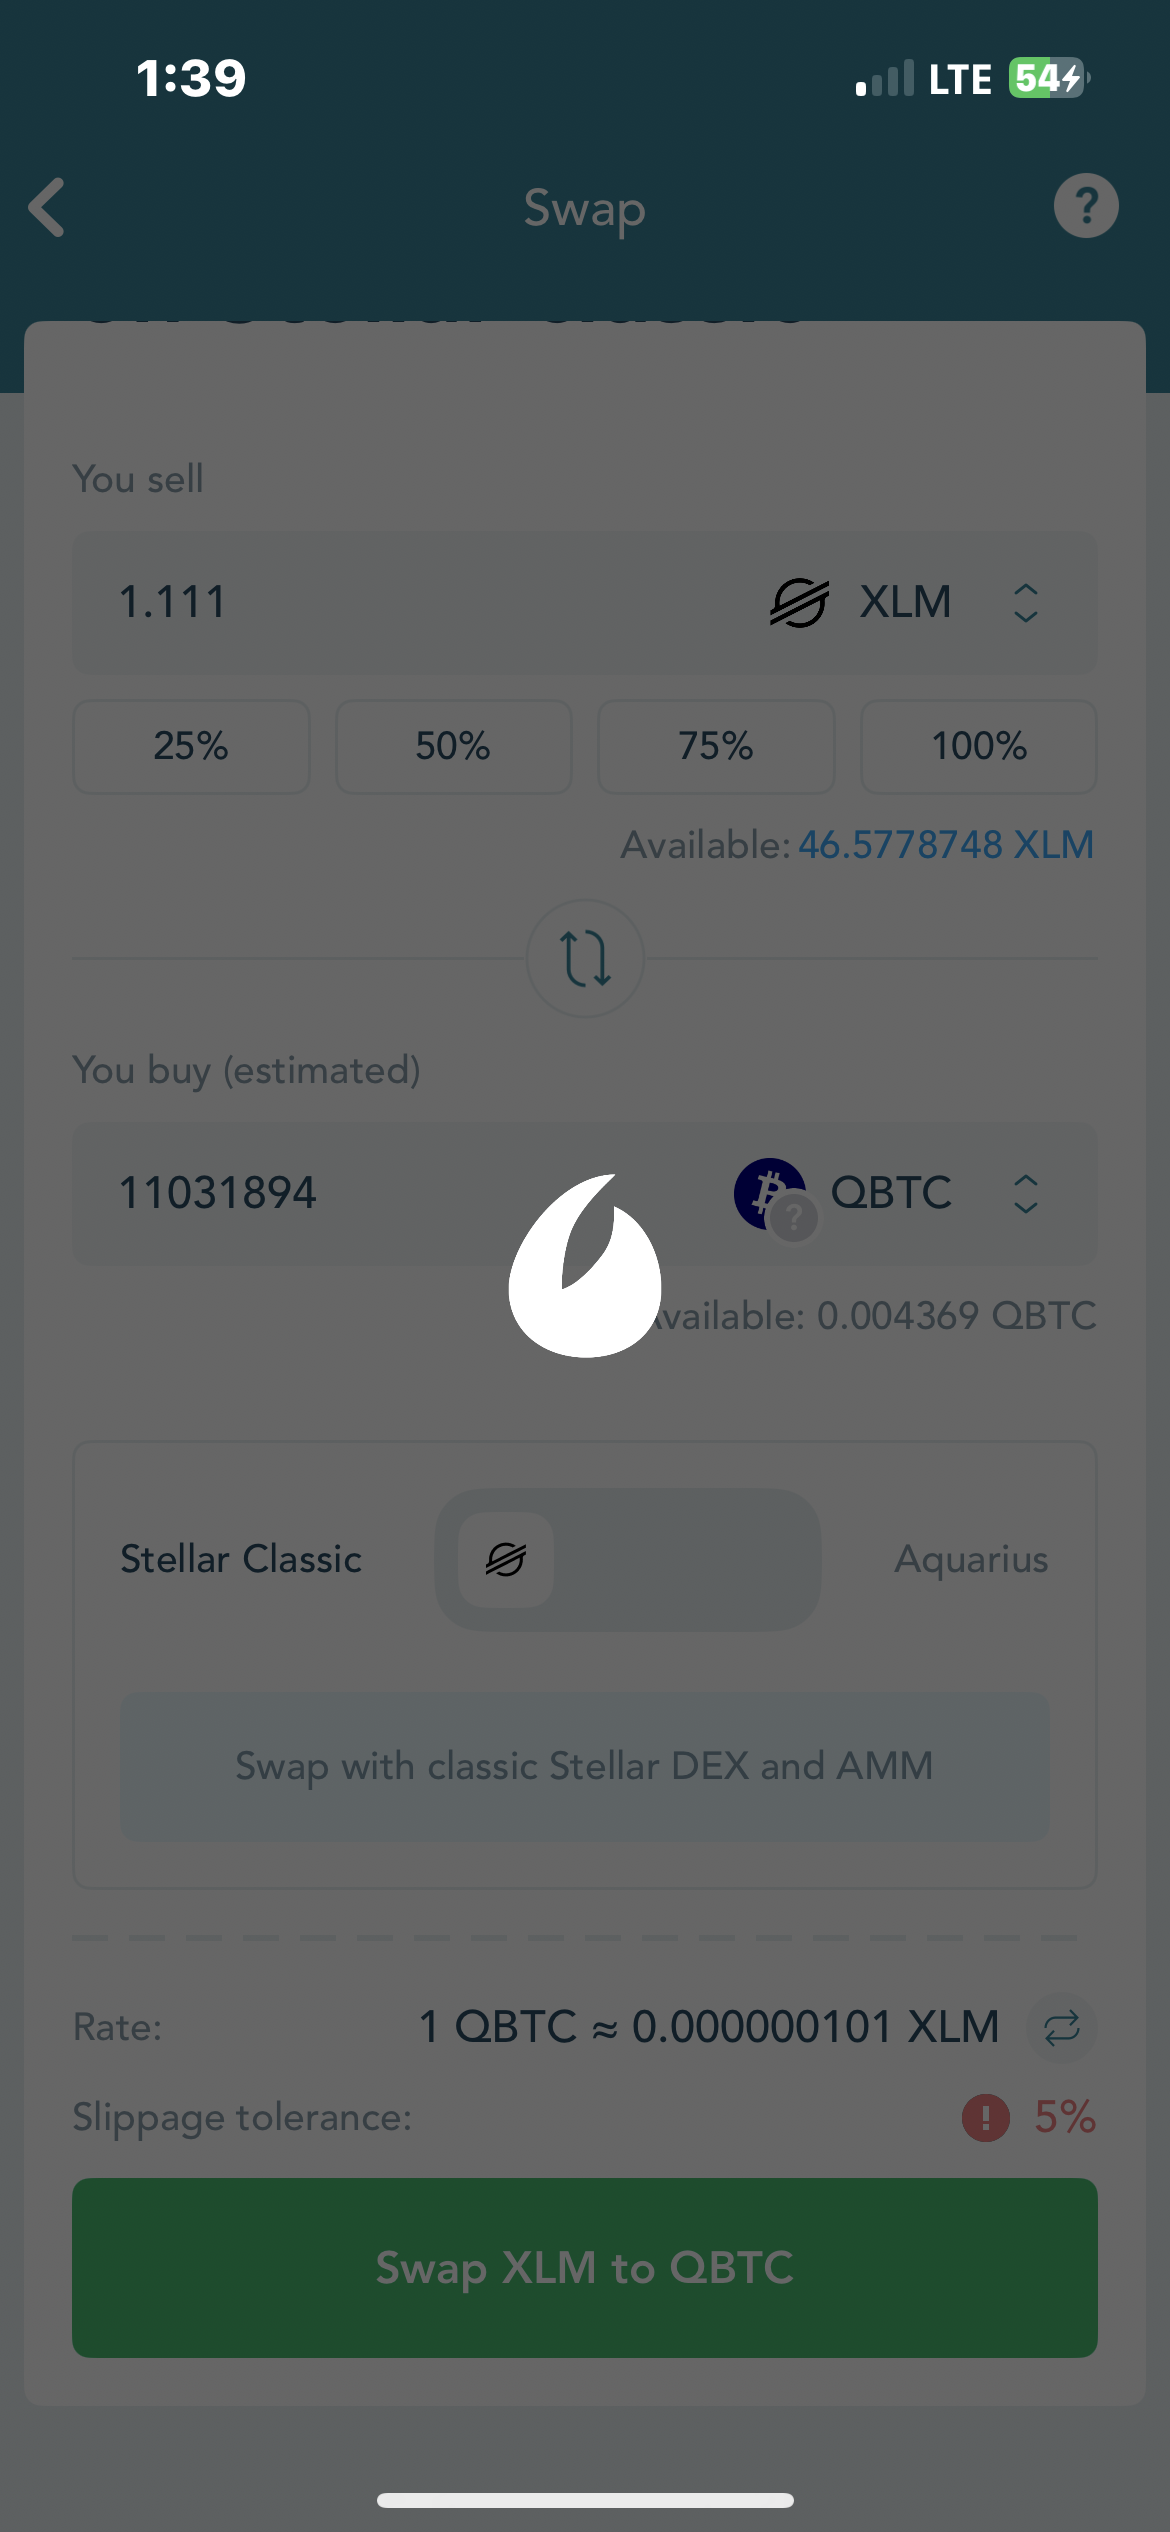 1:39
LTE 54
Swap
?
You sell
1.111 XLM
25% 50% 75% 100%
Available: 46.5778748 XLM
You buy (estimated)
11031894 ? QBTC
vailable: 0.004369 QBTC
Stellar Classic Aquarius
Swap with classic Stellar DEX and AMM
Rate: 1 QBTC ≈ 0.000000101 XLM
Slippage tolerance: ! 5%
Swap XLM to QBTC